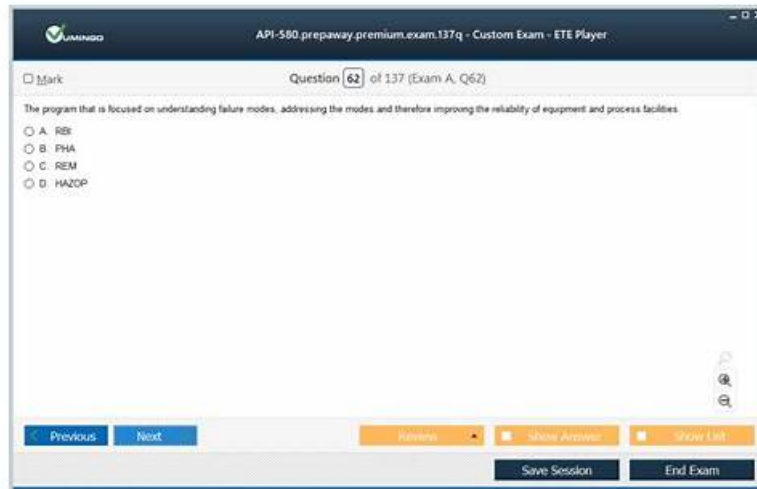 VUMINGO
API-580.prepaway.premium.exam.137q - Custom Exam - ETE Player
Mark
Question 62 of 137 (Exam A, Q62)
The program that is focused on understanding failure modes, addressing the modes and therefore improving the reliability of equipment and process facilities
A. RBI
B. PHA
C. REM
D. HAZOP
Previous
Next
Review
Show Answer
Show List
Save Session
End Exam